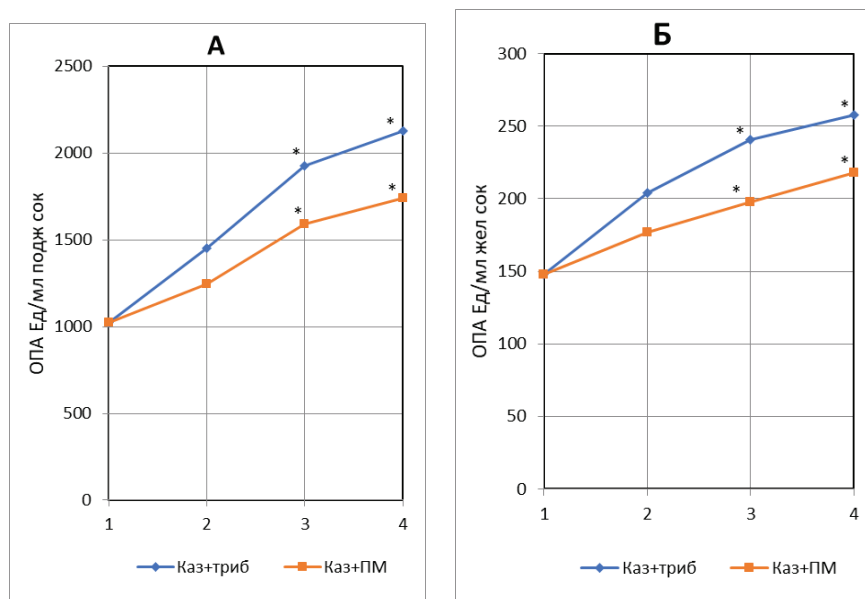 А
2500
2000
1500
1000
500
0
ОПА Ед/мл подж сок
* * * *
1 2 3 4
Каз+триб Каз+ПМ
Б
300
250
200
150
100
50
0
ОПА Ед/мл жел сок
* * * *
1 2 3 4
Каз+триб Каз+ПМ